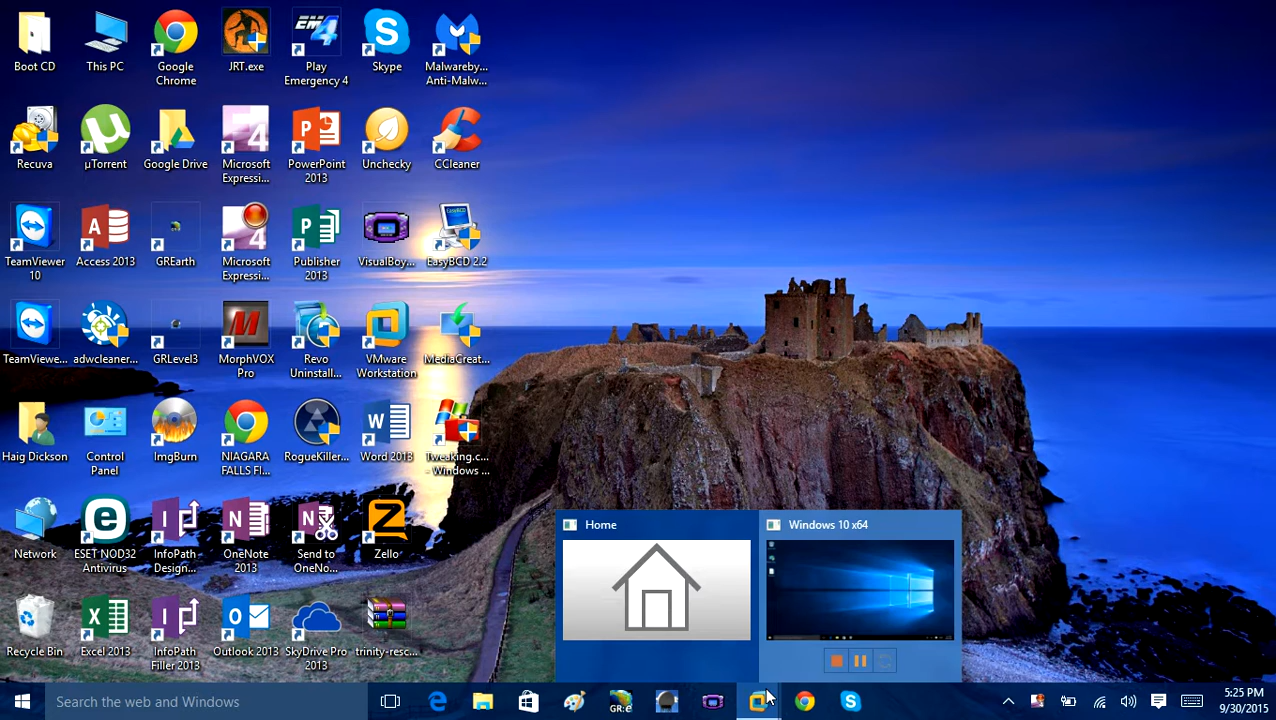 Boot CD
This PC
Google
Chrome
JRT.exe
EM4
Play
Emergency 4
Skype
Malwareby...
Anti-Malw...
Recuva
µTorrent
Google Drive
Microsoft
Expressi...
PowerPoint
2013
Unchecky
CCleaner
TeamViewer
10
Access 2013
GREarth
Microsoft
Expressi...
Publisher
2013
VisualBoy...
EasyBCD 2.2
TeamViewe...
adwcleaner...
GRLevel3
MorphVOX
Pro
Revo
Uninstall...
VMware
Workstation
MediaCreat...
Haig Dickson
Control
Panel
ImgBurn
NIAGARA
FALLS Fl...
RogueKiller...
Word 2013
Tweaking.c...
- Windows ...
Network
ESET NOD32
Antivirus
InfoPath
Design...
OneNote
2013
Send to
OneNo...
Zello
Recycle Bin
Excel 2013
InfoPath
Filler 2013
Outlook 2013
SkyDrive Pro
2013
trinity-resc...
Home
Windows 10 x64
Search the web and Windows
GR:e
5:25 PM
9/30/2015